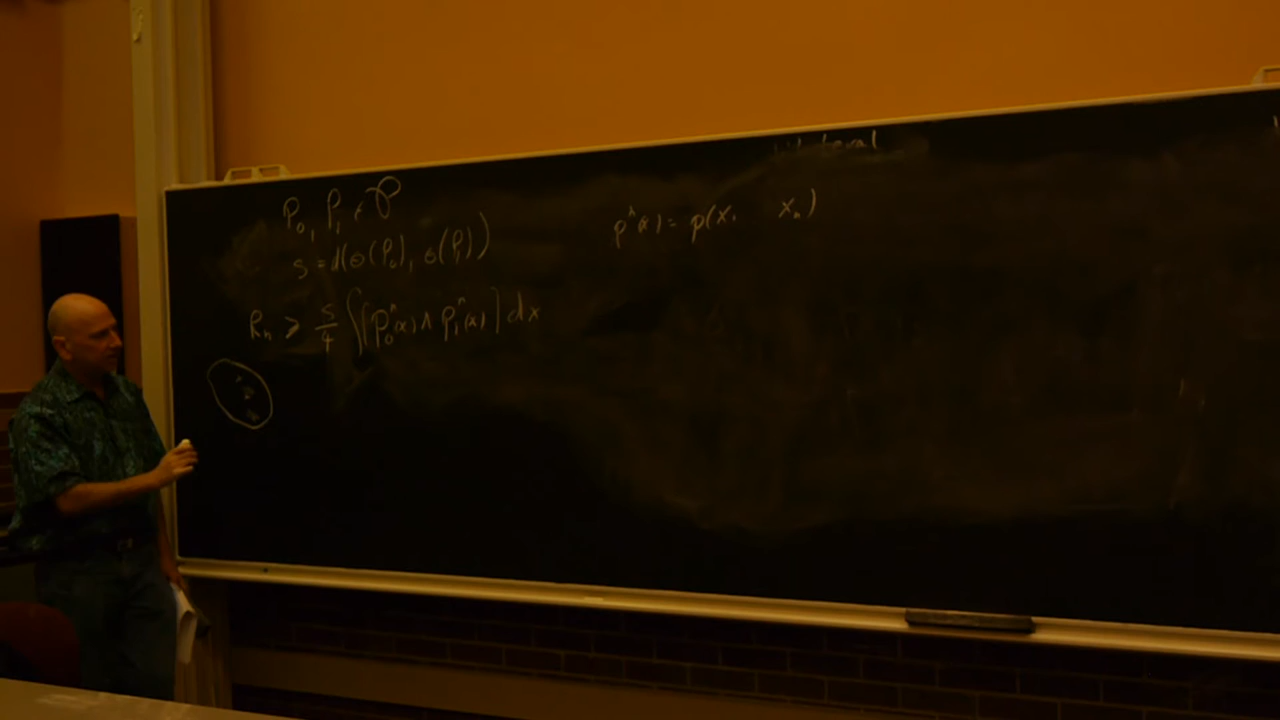 P₀, P₁ ∈ 𝒫
s = d(θ(P₀), θ(P₁))
Rₙ ≥ s/4 ∫[p₀ⁿ(x) ∧ p₁ⁿ(x)] dx
pⁿ(x) = p(x₁ xₙ)